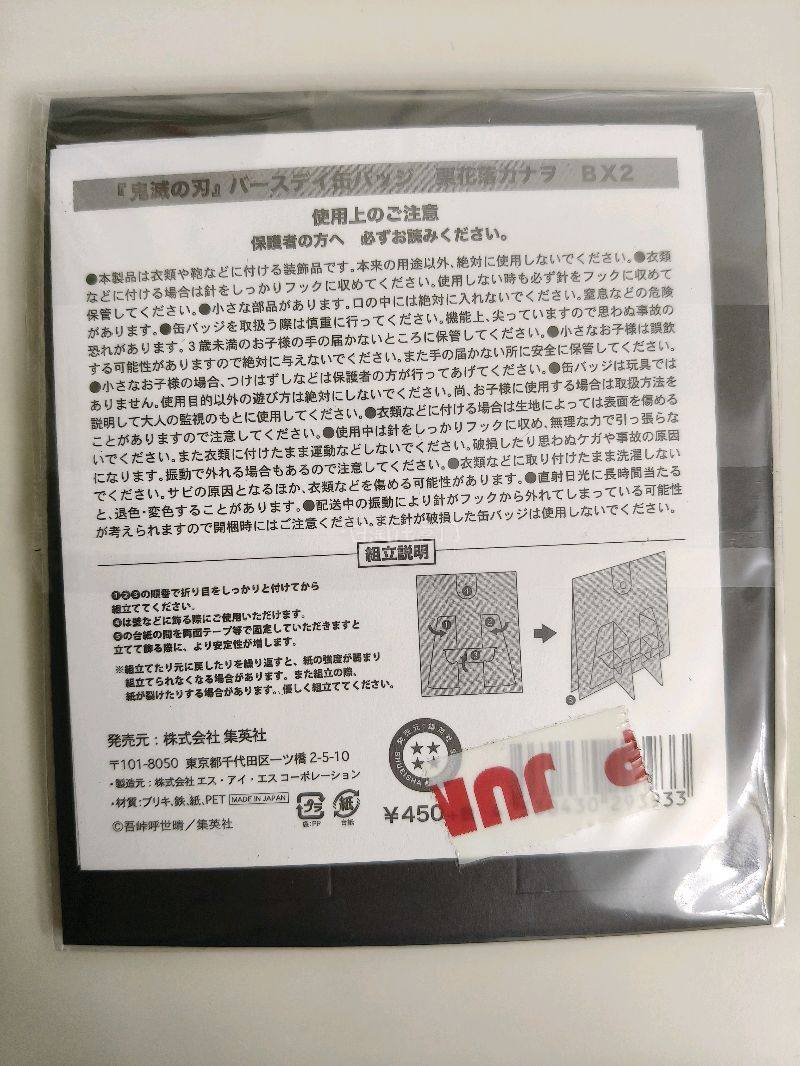 『鬼滅の刃』バースデイ缶バッジ 栗花落カナヲ BX2
使用上のご注意
保護者の方へ 必ずお読みください。
●本製品は衣類や鞄などに付ける装飾品です。本来の用途以外、絶対に使用しないでください。●衣類
などに付ける場合は針をしっかりフックに収めてください。使用しない時も必ず針をフックに収めて
保管してください。●小さな部品があります。口の中には絶対に入れないでください。窒息などの危険
があります。●缶バッジを取扱う際は慎重に行ってください。機能上、尖っていますので思わぬ事故の
恐れがあります。3歳未満のお子様の手の届かないところに保管してください。●小さなお子様は誤飲
する可能性がありますので絶対に与えないでください。また手の届かない所に安全に保管してください。
●小さなお子様の場合、つけはずしなどは保護者の方が行ってあげてください。●缶バッジは玩具では
ありません。使用目的以外の遊び方は絶対にしないでください。尚、お子様に使用する場合は取扱方法を
説明して大人の監視のもとに使用してください。●衣類などに付ける場合は生地によっては表面を傷める
ことがありますので注意してください。●使用中は針をしっかりフックに収め、無理な力で引っ張らな
いでください。また衣類に付けたまま運動などしないでください。破損したり思わぬケガや事故の原因
になります。振動で外れる場合もあるので注意してください。●衣類などに取り付けたまま洗濯しない
でください。サビの原因となるほか、衣類などを傷める可能性があります。●直射日光に長時間当たる
と、退色・変色することがあります。●配送中の振動により針がフックから外れてしまっている可能性
が考えられますので開梱時にはご注意ください。また針が破損した缶バッジは使用しないでください。
組立説明
❶❷❸の順番で折り目をしっかりと付けてから
組立ててください。
❹は壁などに飾る際にご使用いただけます。
❺の台紙の間を両面テープ等で固定していただきますと
立てて飾る際に、より安定性が増します。
※組立てたり元に戻したりを繰り返すと、紙の強度が弱まり
組立てられなくなる場合があります。また組立の際、
紙が裂けたりする場合があります。優しく組立ててください。
発売元：株式会社 集英社
〒101-8050 東京都千代田区一ツ橋 2-5-10
・製造元：株式会社 エス・アイ・エス コーポレーション
・材質：ブリキ、鉄、紙、PET MADE IN JAPAN
©吾峠呼世晴／集英社
プラ
袋:PP
紙
台紙
¥450
SHUEISHA
JUM